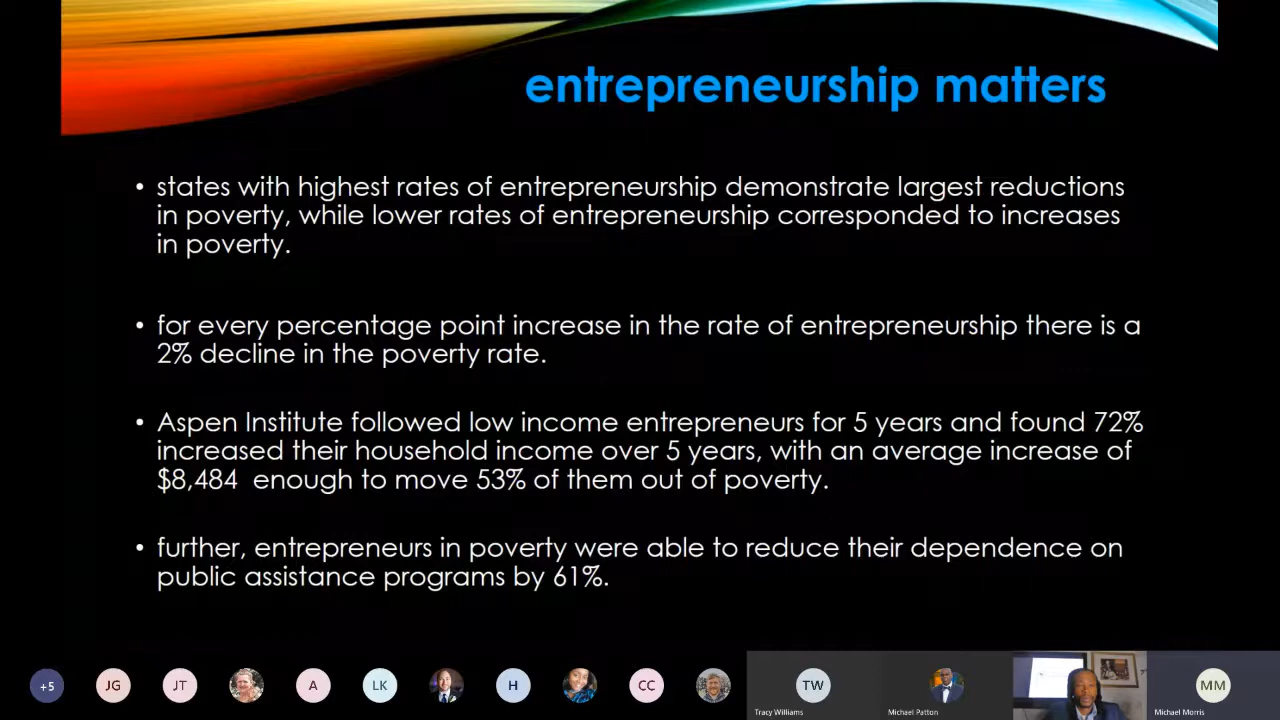 entrepreneurship matters
• states with highest rates of entrepreneurship demonstrate largest reductions
in poverty, while lower rates of entrepreneurship corresponded to increases
in poverty.
• for every percentage point increase in the rate of entrepreneurship there is a
2% decline in the poverty rate.
• Aspen Institute followed low income entrepreneurs for 5 years and found 72%
increased their household income over 5 years, with an average increase of
$8,484  enough to move 53% of them out of poverty.
• further, entrepreneurs in poverty were able to reduce their dependence on
public assistance programs by 61%.
+5 JG JT A LK H CC TW MM
Tracy Williams Michael Patton Michael Morris